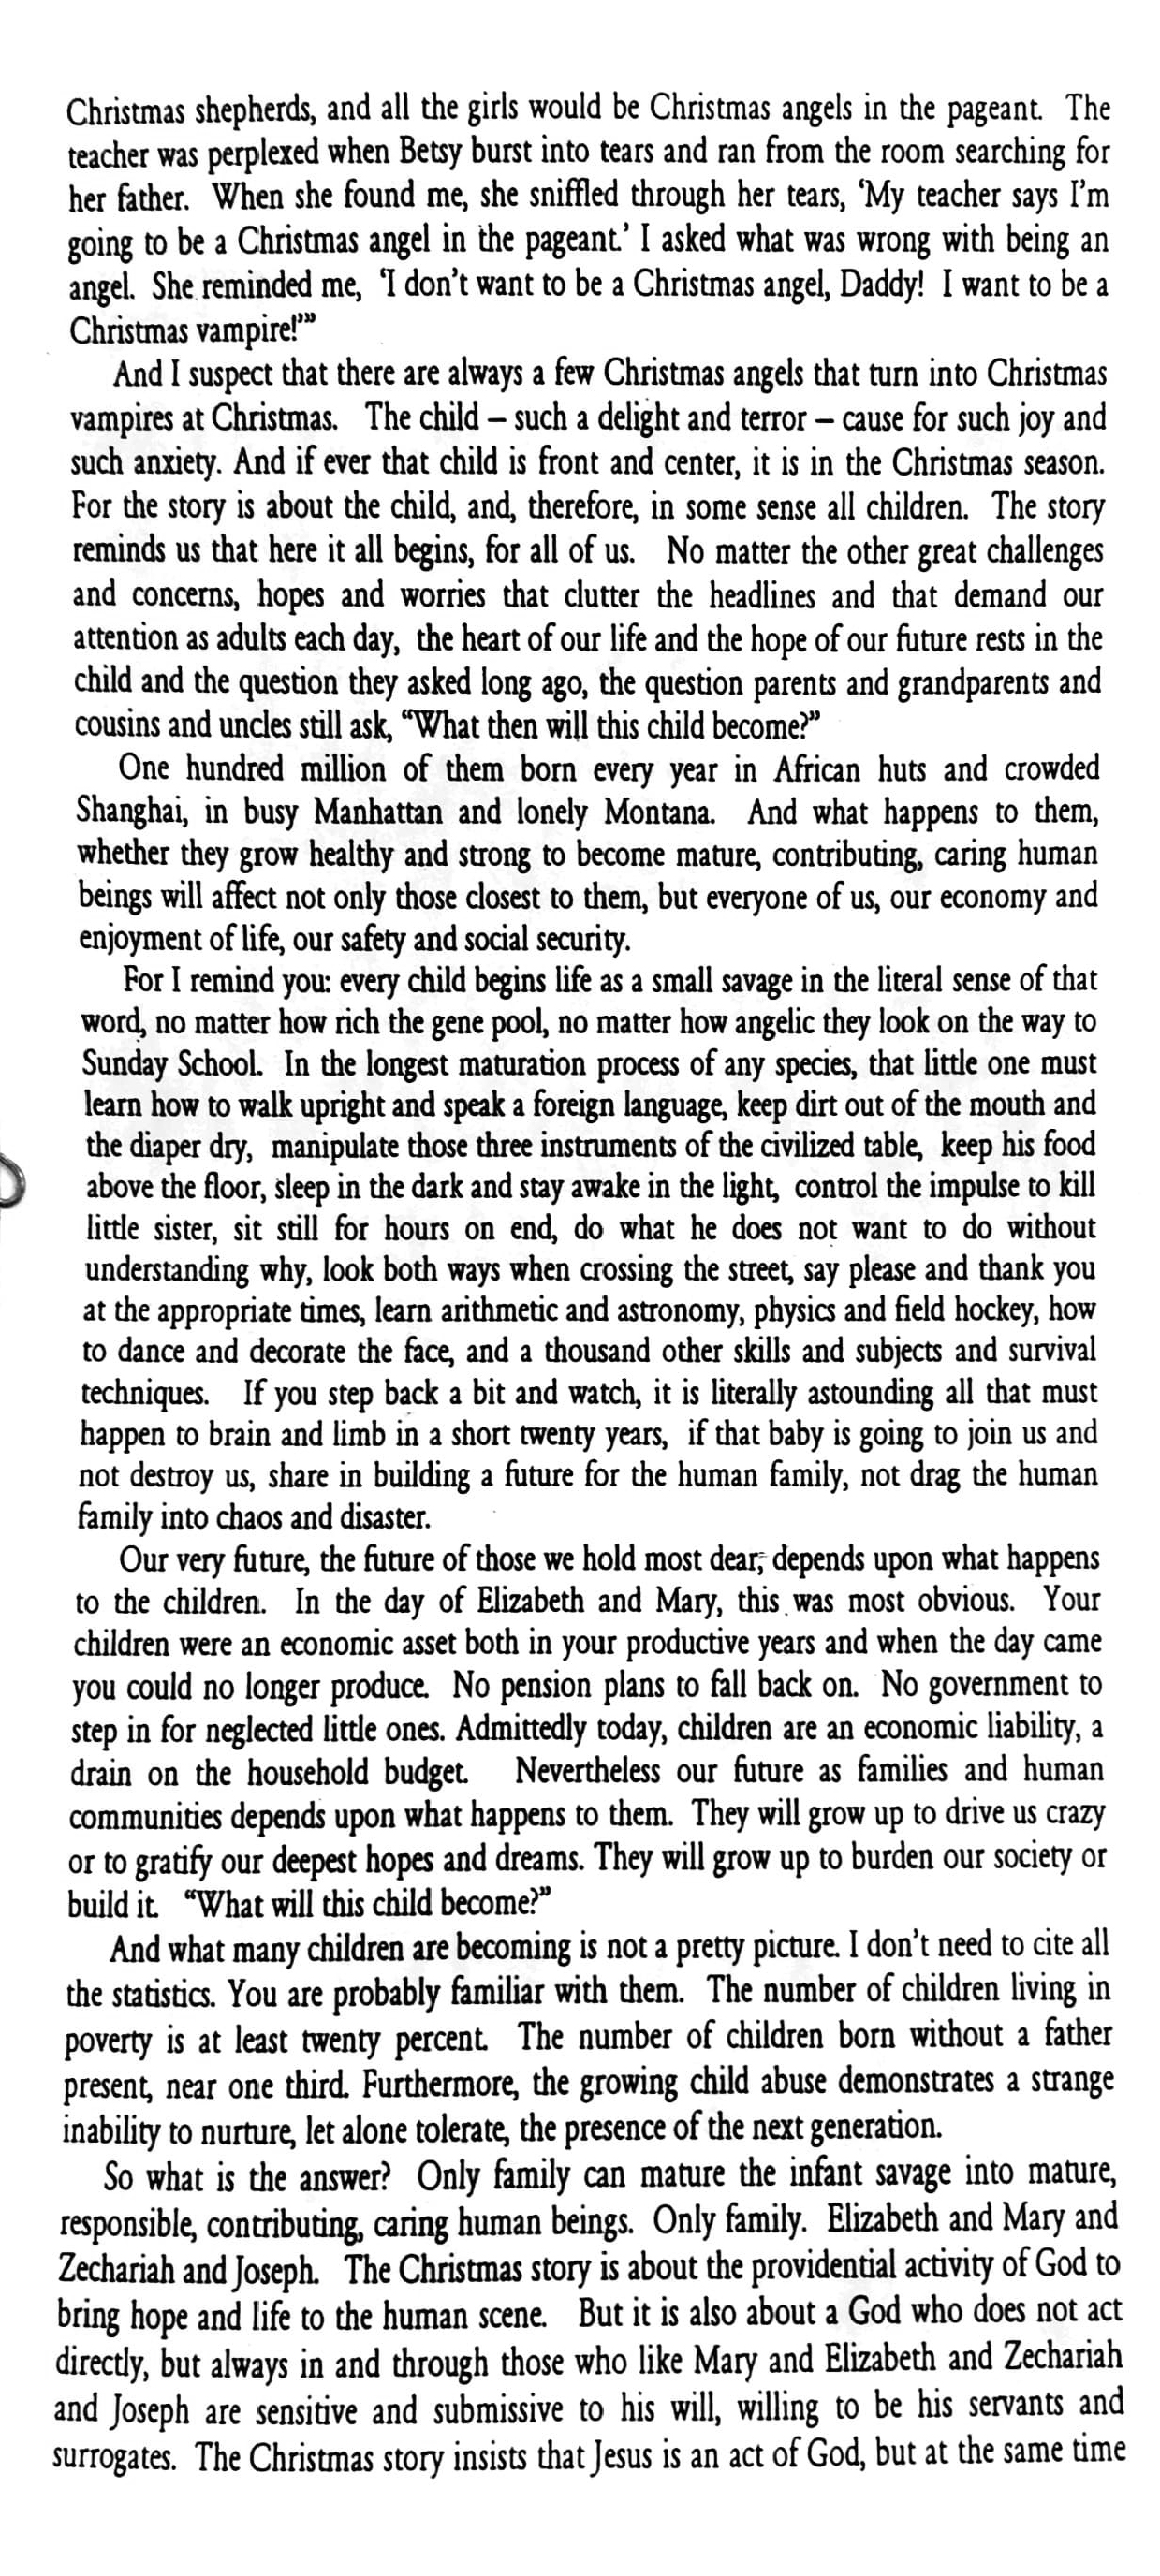 Christmas shepherds, and all the girls would be Christmas angels in the pageant. The
teacher was perplexed when Betsy burst into tears and ran from the room searching for
her father. When she found me, she sniffled through her tears, ‘My teacher says I’m
going to be a Christmas angel in the pageant.’ I asked what was wrong with being an
angel. She reminded me, ‘I don’t want to be a Christmas angel, Daddy! I want to be a
Christmas vampire!’”
And I suspect that there are always a few Christmas angels that turn into Christmas
vampires at Christmas. The child – such a delight and terror – cause for such joy and
such anxiety. And if ever that child is front and center, it is in the Christmas season.
For the story is about the child, and, therefore, in some sense all children. The story
reminds us that here it all begins, for all of us. No matter the other great challenges
and concerns, hopes and worries that clutter the headlines and that demand our
attention as adults each day, the heart of our life and the hope of our future rests in the
child and the question they asked long ago, the question parents and grandparents and
cousins and uncles still ask, “What then will this child become?”
One hundred million of them born every year in African huts and crowded
Shanghai, in busy Manhattan and lonely Montana. And what happens to them,
whether they grow healthy and strong to become mature, contributing, caring human
beings will affect not only those closest to them, but everyone of us, our economy and
enjoyment of life, our safety and social security.
For I remind you: every child begins life as a small savage in the literal sense of that
word, no matter how rich the gene pool, no matter how angelic they look on the way to
Sunday School. In the longest maturation process of any species, that little one must
learn how to walk upright and speak a foreign language, keep dirt out of the mouth and
the diaper dry, manipulate those three instruments of the civilized table, keep his food
above the floor, sleep in the dark and stay awake in the light, control the impulse to kill
little sister, sit still for hours on end, do what he does not want to do without
understanding why, look both ways when crossing the street, say please and thank you
at the appropriate times, learn arithmetic and astronomy, physics and field hockey, how
to dance and decorate the face, and a thousand other skills and subjects and survival
techniques. If you step back a bit and watch, it is literally astounding all that must
happen to brain and limb in a short twenty years, if that baby is going to join us and
not destroy us, share in building a future for the human family, not drag the human
family into chaos and disaster.
Our very future, the future of those we hold most dear, depends upon what happens
to the children. In the day of Elizabeth and Mary, this was most obvious. Your
children were an economic asset both in your productive years and when the day came
you could no longer produce. No pension plans to fall back on. No government to
step in for neglected little ones. Admittedly today, children are an economic liability, a
drain on the household budget. Nevertheless our future as families and human
communities depends upon what happens to them. They will grow up to drive us crazy
or to gratify our deepest hopes and dreams. They will grow up to burden our society or
build it. “What will this child become?”
And what many children are becoming is not a pretty picture. I don’t need to cite all
the statistics. You are probably familiar with them. The number of children living in
poverty is at least twenty percent. The number of children born without a father
present, near one third. Furthermore, the growing child abuse demonstrates a strange
inability to nurture, let alone tolerate, the presence of the next generation.
So what is the answer? Only family can mature the infant savage into mature,
responsible, contributing, caring human beings. Only family. Elizabeth and Mary and
Zechariah and Joseph. The Christmas story is about the providential activity of God to
bring hope and life to the human scene. But it is also about a God who does not act
directly, but always in and through those who like Mary and Elizabeth and Zechariah
and Joseph are sensitive and submissive to his will, willing to be his servants and
surrogates. The Christmas story insists that Jesus is an act of God, but at the same time